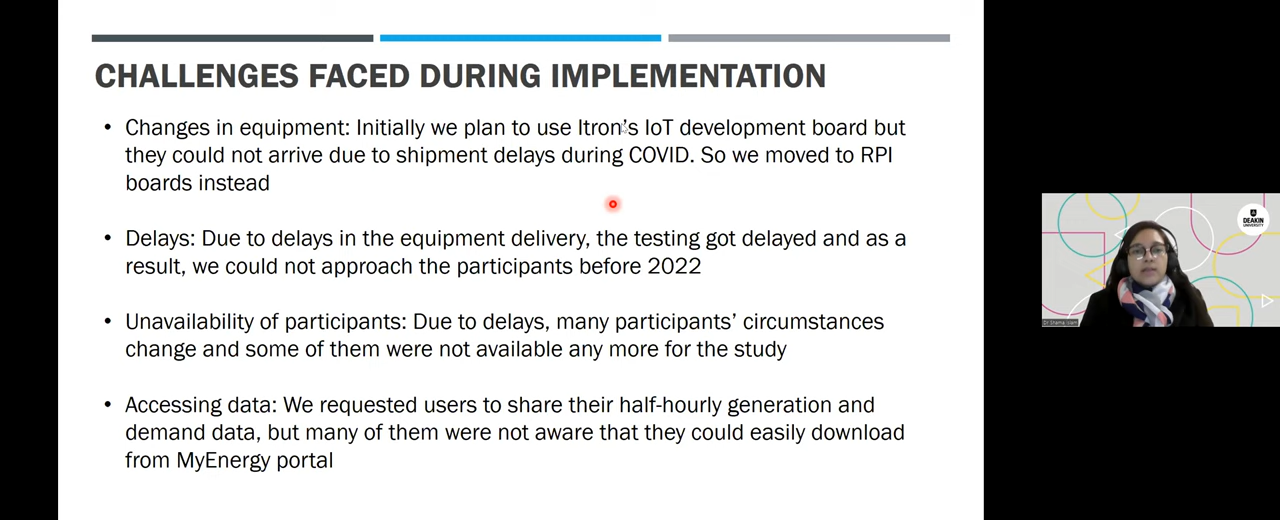 CHALLENGES FACED DURING IMPLEMENTATION
• Changes in equipment: Initially we plan to use Itron's IoT development board but
they could not arrive due to shipment delays during COVID. So we moved to RPI
boards instead
• Delays: Due to delays in the equipment delivery, the testing got delayed and as a
result, we could not approach the participants before 2022
• Unavailability of participants: Due to delays, many participants' circumstances
change and some of them were not available any more for the study
• Accessing data: We requested users to share their half-hourly generation and
demand data, but many of them were not aware that they could easily download
from MyEnergy portal
DEAKIN
UNIVERSITY